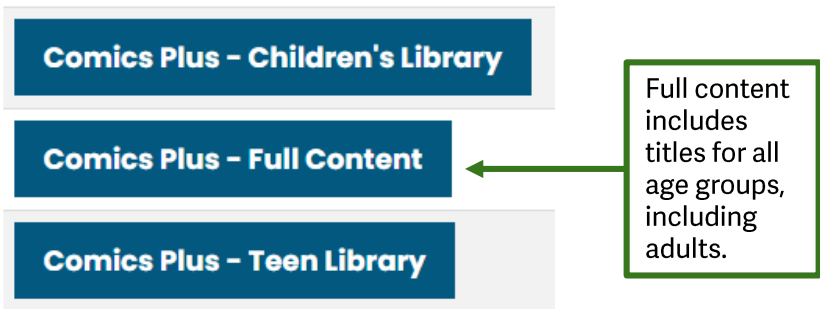 Comics Plus - Children's Library
Comics Plus - Full Content
Comics Plus - Teen Library
Full content
includes
titles for all
age groups,
including
adults.